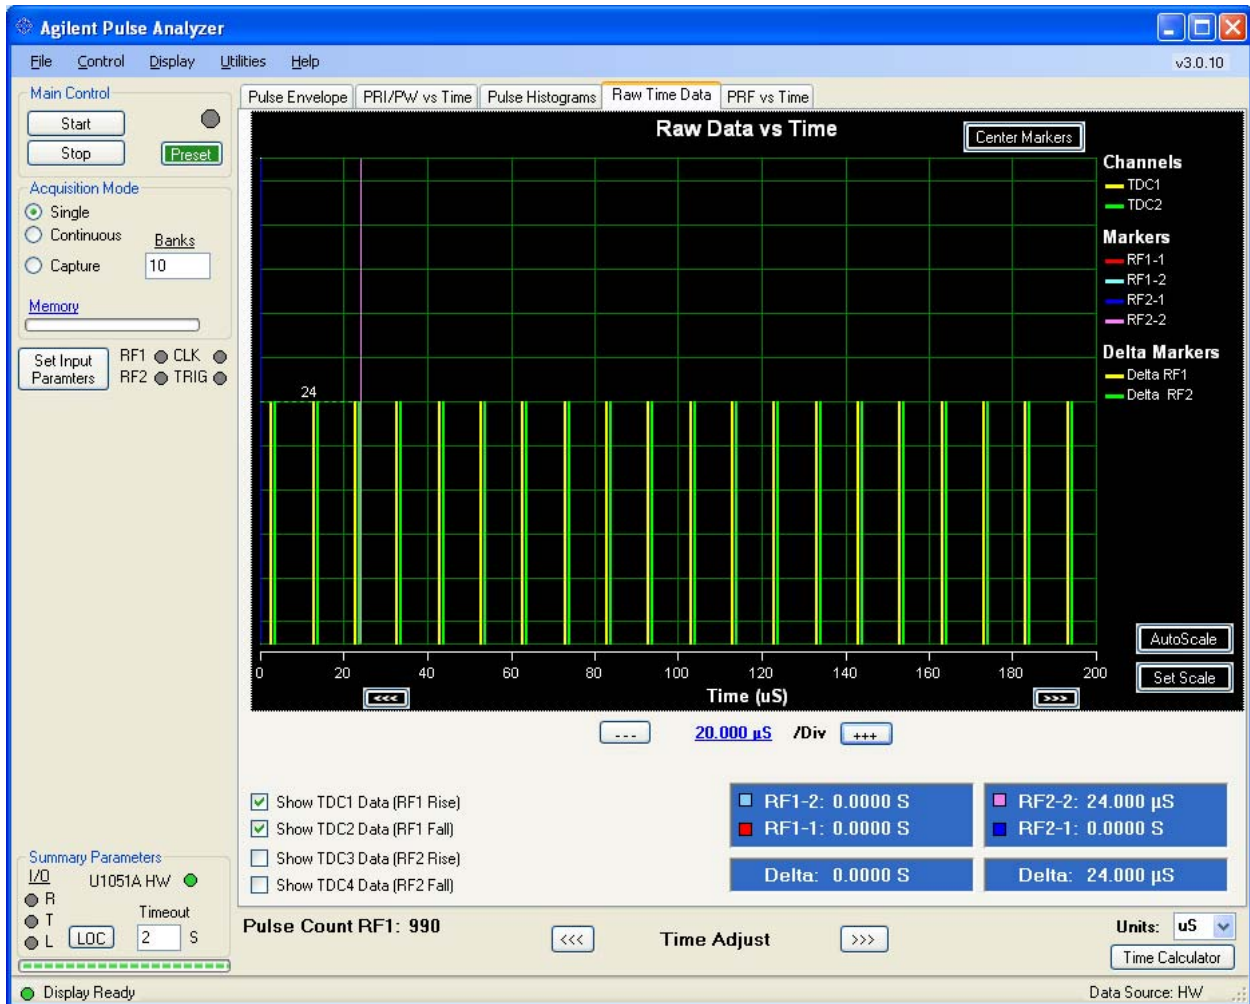 Agilent Pulse Analyzer
File Control Display Utilities Help v3.0.10
Main Control
Start
Stop Preset
Acquisition Mode
Single
Continuous Banks
Capture 10
Memory
Set Input Paramters
RF1 CLK
RF2 TRIG
Pulse Envelope PRI/PW vs Time Pulse Histograms Raw Time Data PRF vs Time
Raw Data vs Time
Center Markers
Channels
TDC1
TDC2
Markers
RF1-1
RF1-2
RF2-1
RF2-2
Delta Markers
Delta RF1
Delta RF2
24
AutoScale
Set Scale
0 20 40 60 80 100 120 140 160 180 200
<<< Time (uS) >>>
--- 20.000 µS /Div +++
Show TDC1 Data (RF1 Rise)
Show TDC2 Data (RF1 Fall)
Show TDC3 Data (RF2 Rise)
Show TDC4 Data (RF2 Fall)
RF1-2: 0.0000 S
RF1-1: 0.0000 S
Delta: 0.0000 S
RF2-2: 24.000 µS
RF2-1: 0.0000 S
Delta: 24.000 µS
Summary Parameters
I/O U1051A HW
R
T Timeout
L LOC 2 S
Pulse Count RF1: 990
<<< Time Adjust >>>
Units: uS
Time Calculator
Display Ready
Data Source: HW